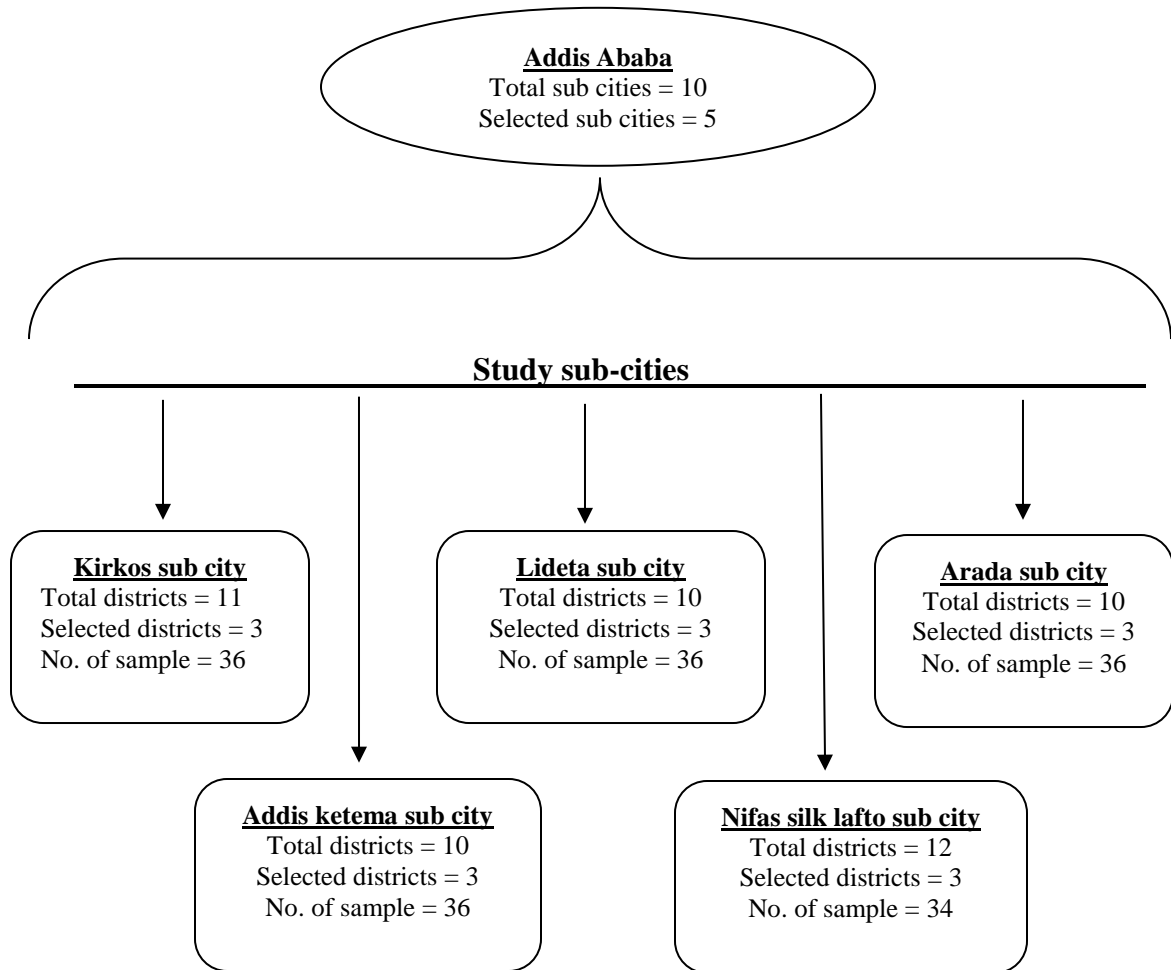 Addis Ababa
Total sub cities = 10
Selected sub cities = 5
Study sub-cities
Kirkos sub city
Total districts = 11
Selected districts = 3
No. of sample = 36
Lideta sub city
Total districts = 10
Selected districts = 3
No. of sample = 36
Arada sub city
Total districts = 10
Selected districts = 3
No. of sample = 36
Addis ketema sub city
Total districts = 10
Selected districts = 3
No. of sample = 36
Nifas silk lafto sub city
Total districts = 12
Selected districts = 3
No. of sample = 34